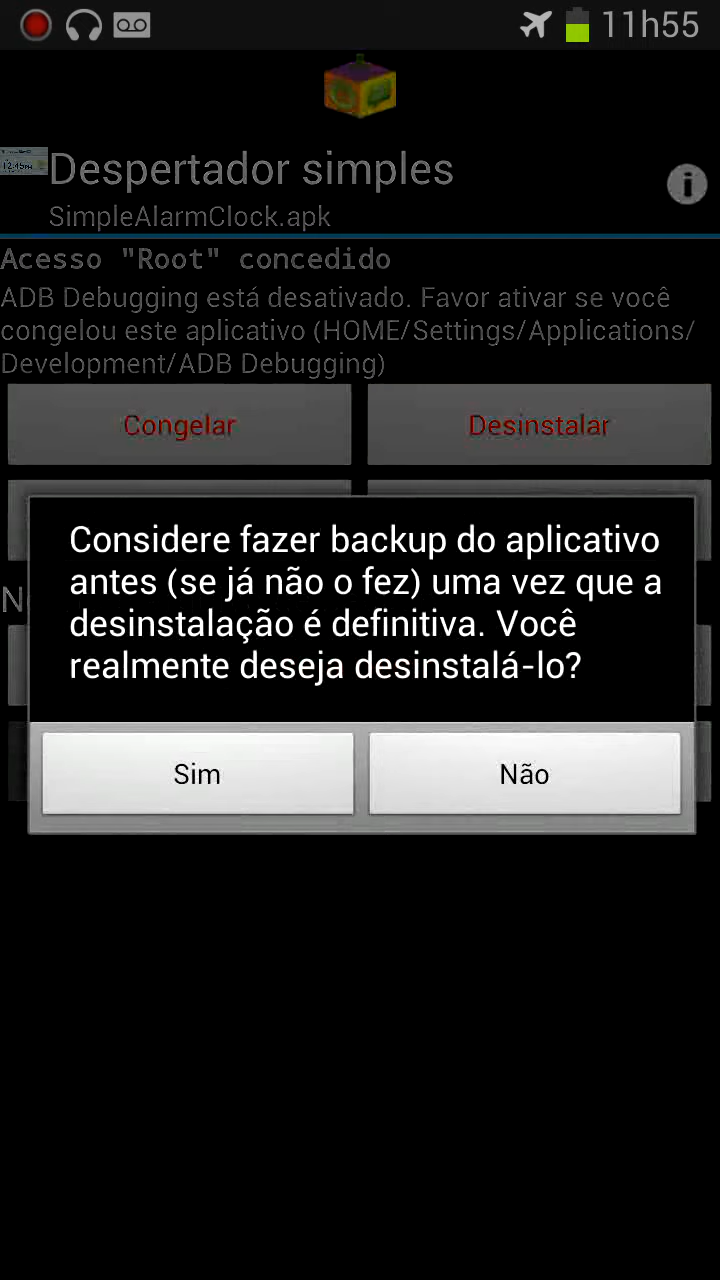 11h55
Despertador simples
SimpleAlarmClock.apk
Acesso "Root" concedido
ADB Debugging está desativado. Favor ativar se você
congelou este aplicativo (HOME/Settings/Applications/
Development/ADB Debugging)
Congelar
Desinstalar
N
Considere fazer backup do aplicativo
antes (se já não o fez) uma vez que a
desinstalação é definitiva. Você
realmente deseja desinstalá-lo?
Sim
Não